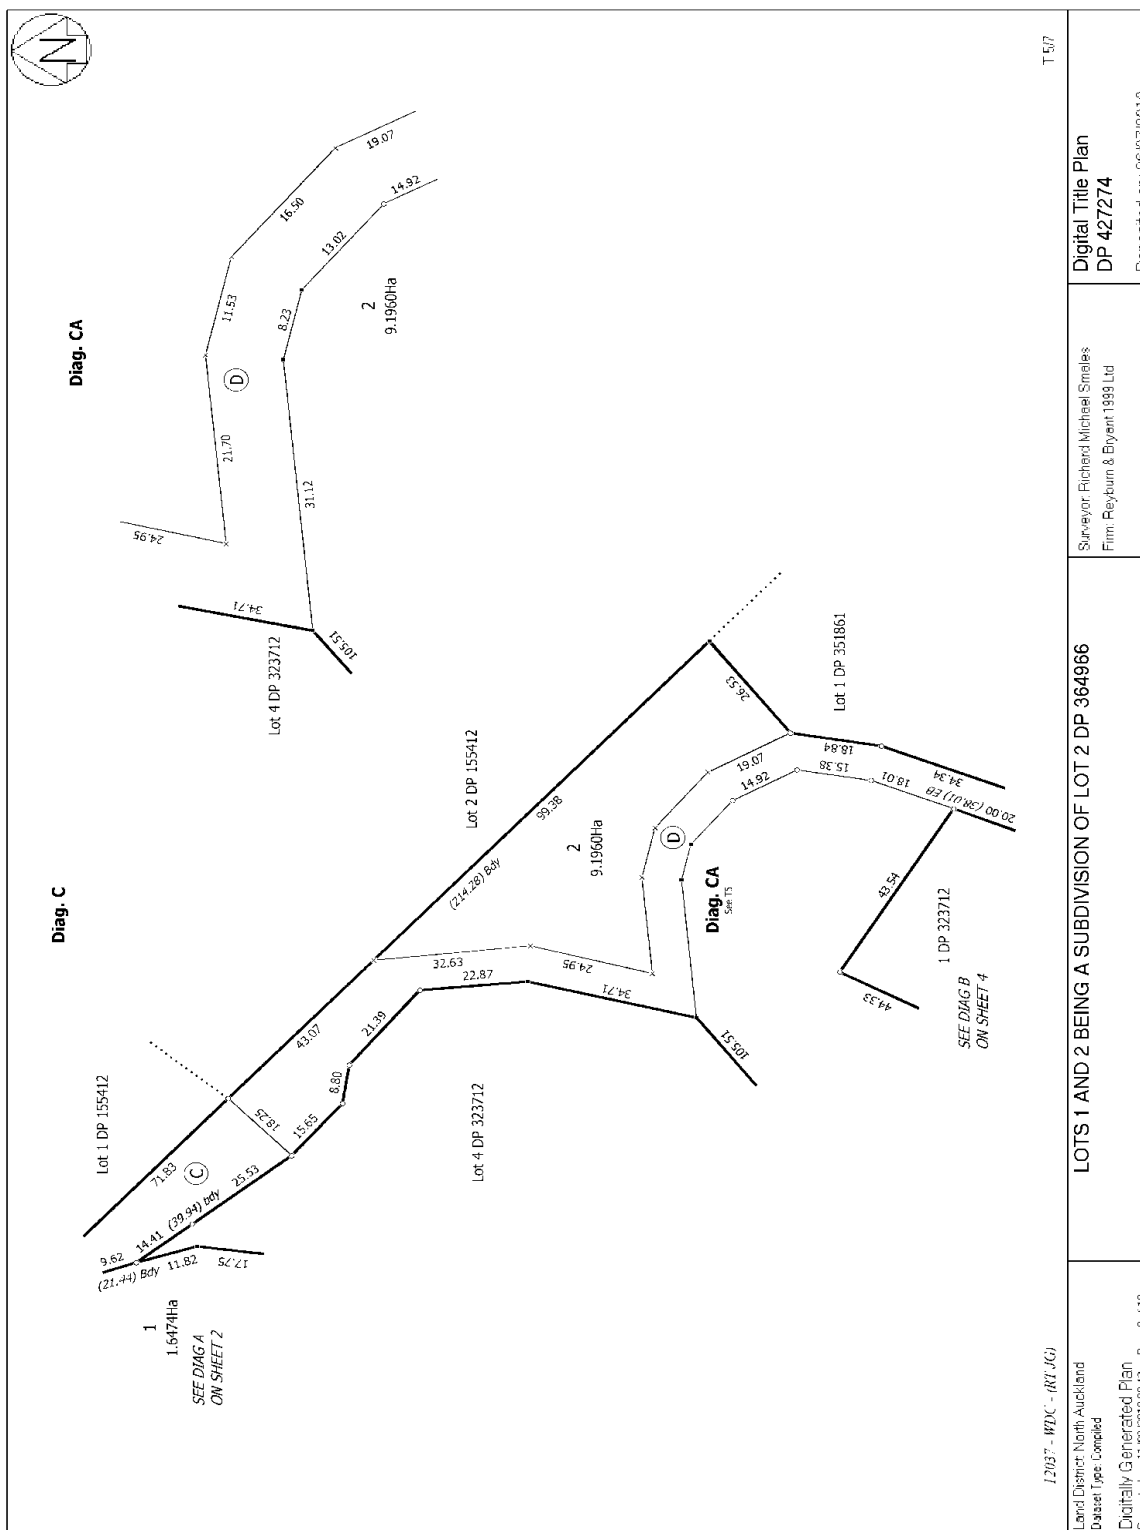 N
T 5/7
Diag. CA
24.95
21.70
11.53
16.50
19.07
D
34.71
105.51
31.12
8.23
13.02
14.92
2
9.1960Ha
Lot 4 DP 323712
Diag. C
Lot 1 DP 155412
Lot 2 DP 155412
9.62
(21.44) Bdy
14.41
(39.94) bdy
71.83
C
25.53
18.25
11.82
17.75
1
1.6474Ha
SEE DIAG A
ON SHEET 2
15.65
8.80
21.39
43.07
(214.28) Bdy
99.38
32.63
22.87
24.95
34.71
105.51
Lot 4 DP 323712
2
9.1960Ha
D
Diag. CA
See T5
19.07
14.92
26.53
Lot 1 DP 351861
18.84
15.38
18.01
34.34
20.00 (38.01) EB
43.54
44.33
1 DP 323712
SEE DIAG B
ON SHEET 4
12037 - WDC - (RT JG)
Land District: North Auckland
Dataset Type: Compiled
Digitally Generated Plan
LOTS 1 AND 2 BEING A SUBDIVISION OF LOT 2 DP 364966
Surveyor: Richard Michael Smales
Firm: Reyburn & Bryant 1999 Ltd
Digital Title Plan
DP 427274